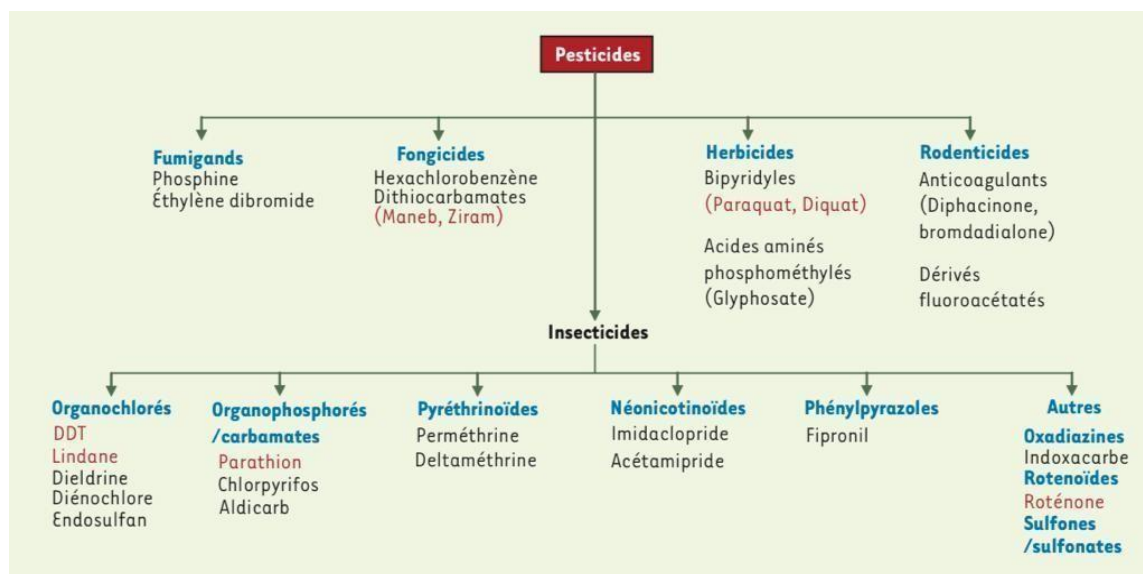 Pesticides
Fumigands
Phosphine
Éthylène dibromide
Fongicides
Hexachlorobenzène
Dithiocarbamates
(Maneb, Ziram)
Herbicides
Bipyridyles
(Paraquat, Diquat)
Acides aminés
phosphométhylés
(Glyphosate)
Rodenticides
Anticoagulants
(Diphacinone,
bromdadialone)
Dérivés
fluoroacétatés
Insecticides
Organochlorés
DDT
Lindane
Dieldrine
Diénochlore
Endosulfan
Organophosphorés
/carbamates
Parathion
Chlorpyrifos
Aldicarb
Pyréthrinoïdes
Perméthrine
Deltaméthrine
Néonicotinoïdes
Imidaclopride
Acétamipride
Phénylpyrazoles
Fipronil
Autres
Oxadiazines
Indoxacarbe
Rotenoïdes
Roténone
Sulfones
/sulfonates